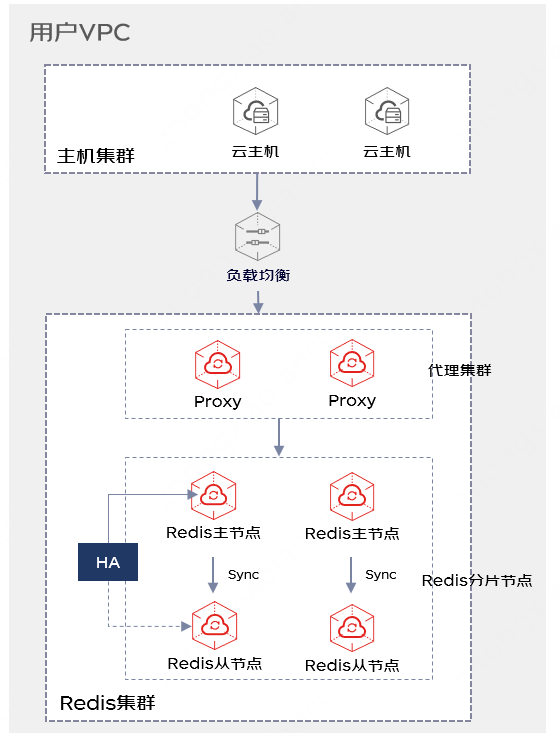 用户VPC
云主机
云主机
主机集群
负载均衡
Proxy
Proxy
代理集群
Redis主节点
Redis主节点
HA
Sync
Sync
Redis分片节点
Redis从节点
Redis从节点
Redis集群